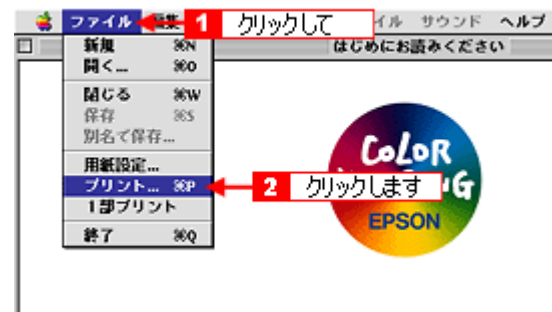 ファイル 編集 1 クリックして イル サウンド ヘルプ
はじめにお読みください
新規 ⌘N
開く... ⌘O
閉じる ⌘W
保存 ⌘S
別名で保存...
用紙設定...
プリント... ⌘P 2 クリックします
1部プリント
終了 ⌘Q
COLOR
G
EPSON